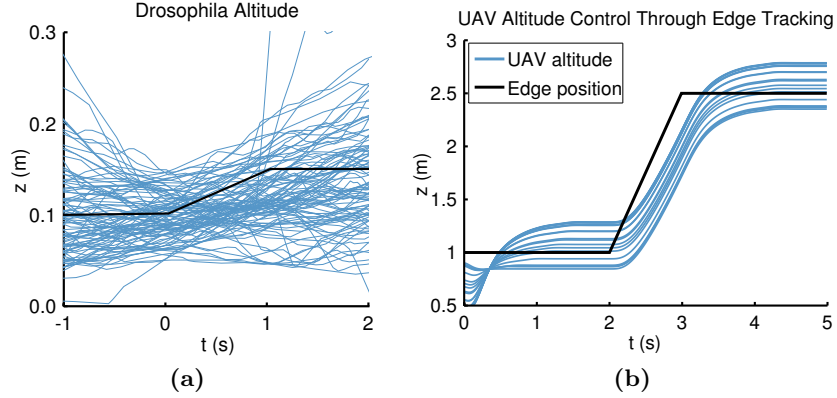 Drosophila Altitude
z (m)
0.3
0.2
0.1
0.0
-1 0 1 2
t (s)
(a)
UAV Altitude Control Through Edge Tracking
UAV altitude
Edge position
z (m)
3
2.5
2
1.5
1
0.5
0 1 2 3 4 5
t (s)
(b)